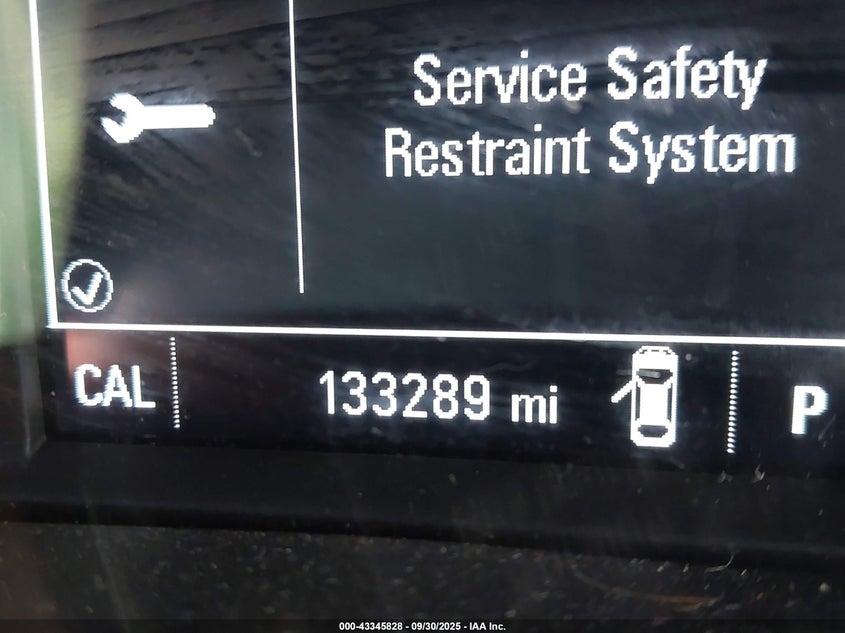 Service Safety
Restraint System
CAL 133289 mi P
000-43345828 - 09/30/2025 - IAA Inc.